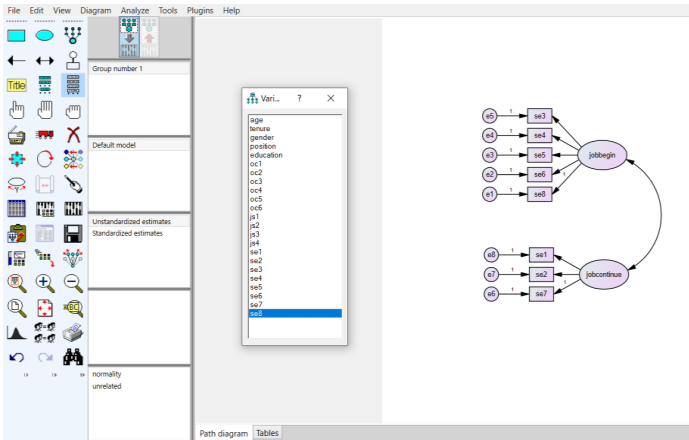 File Edit View Diagram Analyze Tools Plugins Help
Title
Group number 1
Default model
Unstandardized estimates
Standardized estimates
normality
unrelated
Vari... ? ×
age
tenure
gender
position
education
oc1
oc2
oc3
oc4
oc5
oc6
js1
js2
js3
js4
se1
se2
se3
se4
se5
se6
se7
se8
e5 1 se3
e4 1 se4
e3 1 se5 jobbegin
e2 1 se6 1
e1 1 se8
e8 1 se1
e7 1 se2 jobcontinue
e6 1 se7 1
Path diagram Tables